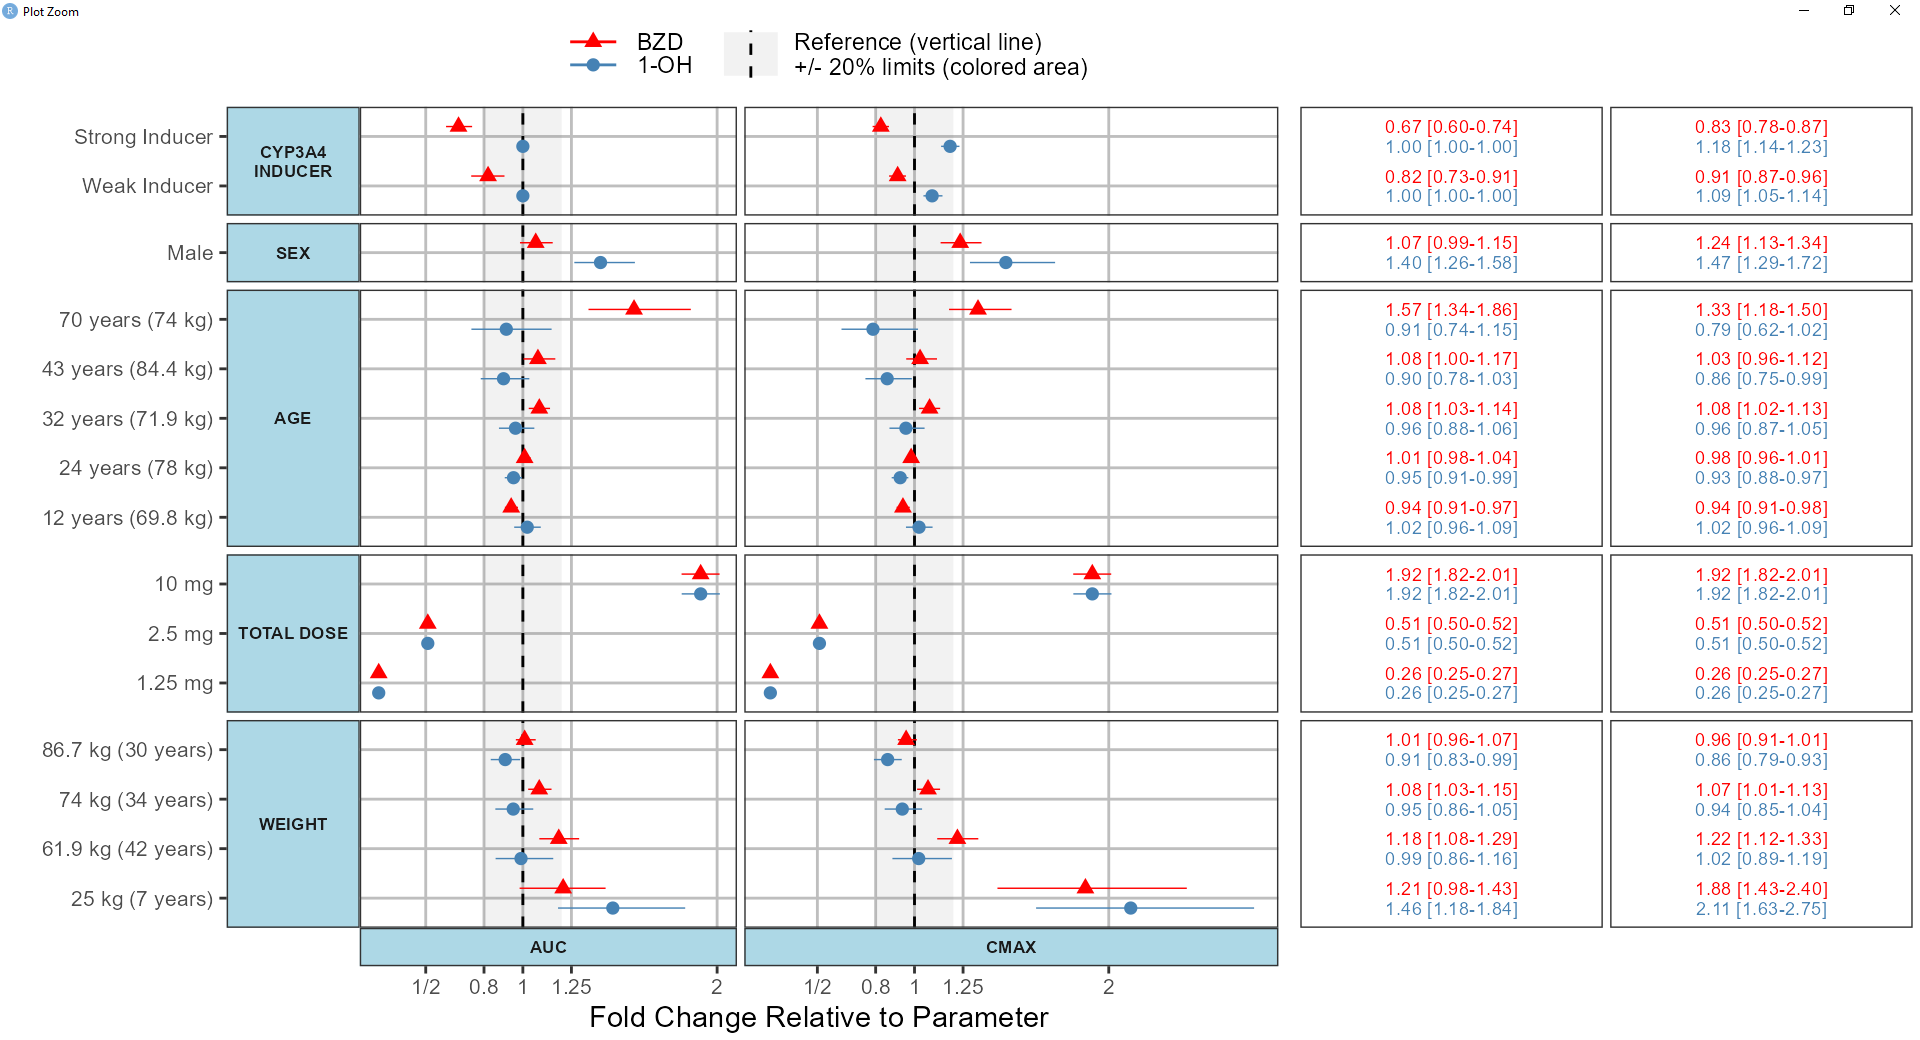 Plot Zoom
BZD
1-OH
Reference (vertical line)
+/- 20% limits (colored area)
Strong Inducer
Weak Inducer
CYP3A4
INDUCER
0.67 [0.60-0.74]
1.00 [1.00-1.00]
0.82 [0.73-0.91]
1.00 [1.00-1.00]
0.83 [0.78-0.87]
1.18 [1.14-1.23]
0.91 [0.87-0.96]
1.09 [1.05-1.14]
Male
SEX
1.07 [0.99-1.15]
1.40 [1.26-1.58]
1.24 [1.13-1.34]
1.47 [1.29-1.72]
70 years (74 kg)
43 years (84.4 kg)
32 years (71.9 kg)
24 years (78 kg)
12 years (69.8 kg)
AGE
1.57 [1.34-1.86]
0.91 [0.74-1.15]
1.08 [1.00-1.17]
0.90 [0.78-1.03]
1.08 [1.03-1.14]
0.96 [0.88-1.06]
1.01 [0.98-1.04]
0.95 [0.91-0.99]
0.94 [0.91-0.97]
1.02 [0.96-1.09]
1.33 [1.18-1.50]
0.79 [0.62-1.02]
1.03 [0.96-1.12]
0.86 [0.75-0.99]
1.08 [1.02-1.13]
0.96 [0.87-1.05]
0.98 [0.96-1.01]
0.93 [0.88-0.97]
0.94 [0.91-0.98]
1.02 [0.96-1.09]
10 mg
2.5 mg
1.25 mg
TOTAL DOSE
1.92 [1.82-2.01]
1.92 [1.82-2.01]
0.51 [0.50-0.52]
0.51 [0.50-0.52]
0.26 [0.25-0.27]
0.26 [0.25-0.27]
1.92 [1.82-2.01]
1.92 [1.82-2.01]
0.51 [0.50-0.52]
0.51 [0.50-0.52]
0.26 [0.25-0.27]
0.26 [0.25-0.27]
86.7 kg (30 years)
74 kg (34 years)
61.9 kg (42 years)
25 kg (7 years)
WEIGHT
1.01 [0.96-1.07]
0.91 [0.83-0.99]
1.08 [1.03-1.15]
0.95 [0.86-1.05]
1.18 [1.08-1.29]
0.99 [0.86-1.16]
1.21 [0.98-1.43]
1.46 [1.18-1.84]
0.96 [0.91-1.01]
0.86 [0.79-0.93]
1.07 [1.01-1.13]
0.94 [0.85-1.04]
1.22 [1.12-1.33]
1.02 [0.89-1.19]
1.88 [1.43-2.40]
2.11 [1.63-2.75]
AUC
CMAX
1/2 0.8 1 1.25 2
1/2 0.8 1 1.25 2
Fold Change Relative to Parameter